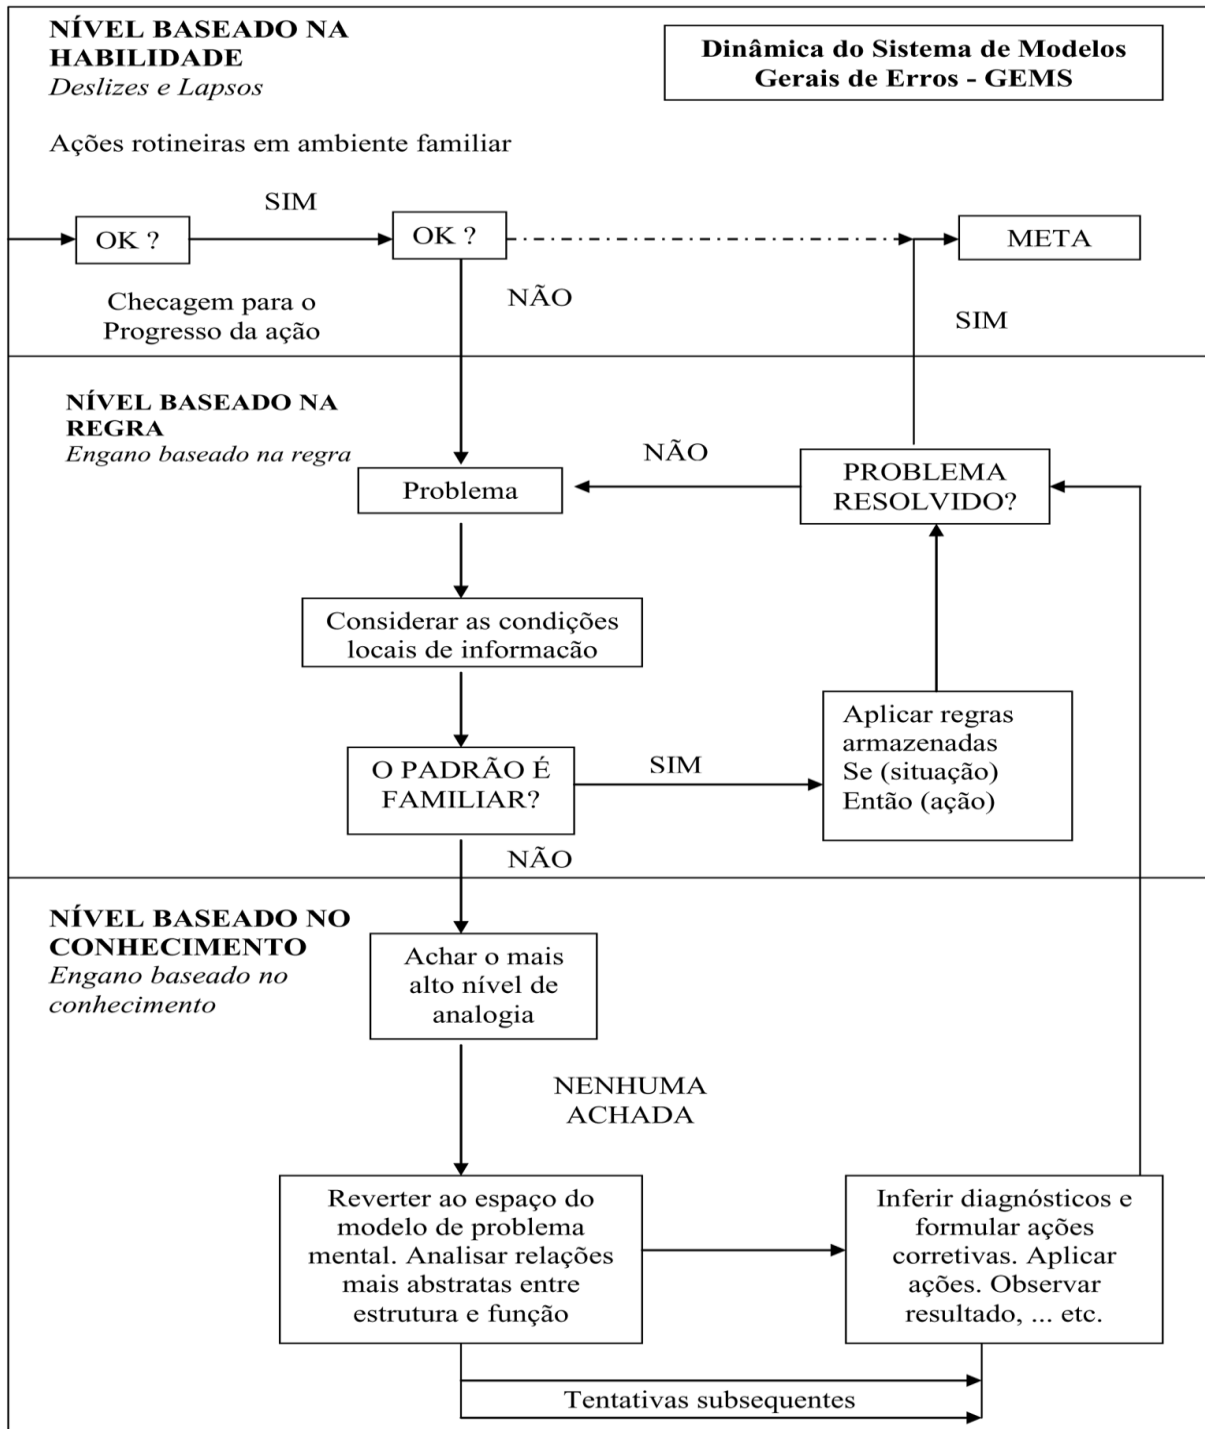 NÍVEL BASEADO NA
HABILIDADE
Deslizes e Lapsos
Dinâmica do Sistema de Modelos
Gerais de Erros - GEMS
Ações rotineiras em ambiente familiar
SIM
OK ?
OK ?
META
NÃO
Checagem para o
Progresso da ação
SIM
NÍVEL BASEADO NA
REGRA
Engano baseado na regra
NÃO
Problema
PROBLEMA
RESOLVIDO?
Considerar as condições
locais de informacão
O PADRÃO É
FAMILIAR?
SIM
Aplicar regras
armazenadas
Se (situação)
Então (ação)
NÃO
NÍVEL BASEADO NO
CONHECIMENTO
Engano baseado no
conhecimento
Achar o mais
alto nível de
analogia
NENHUMA
ACHADA
Reverter ao espaço do
modelo de problema
mental. Analisar relações
mais abstratas entre
estrutura e função
Inferir diagnósticos e
formular ações
corretivas. Aplicar
ações. Observar
resultado, ... etc.
Tentativas subsequentes